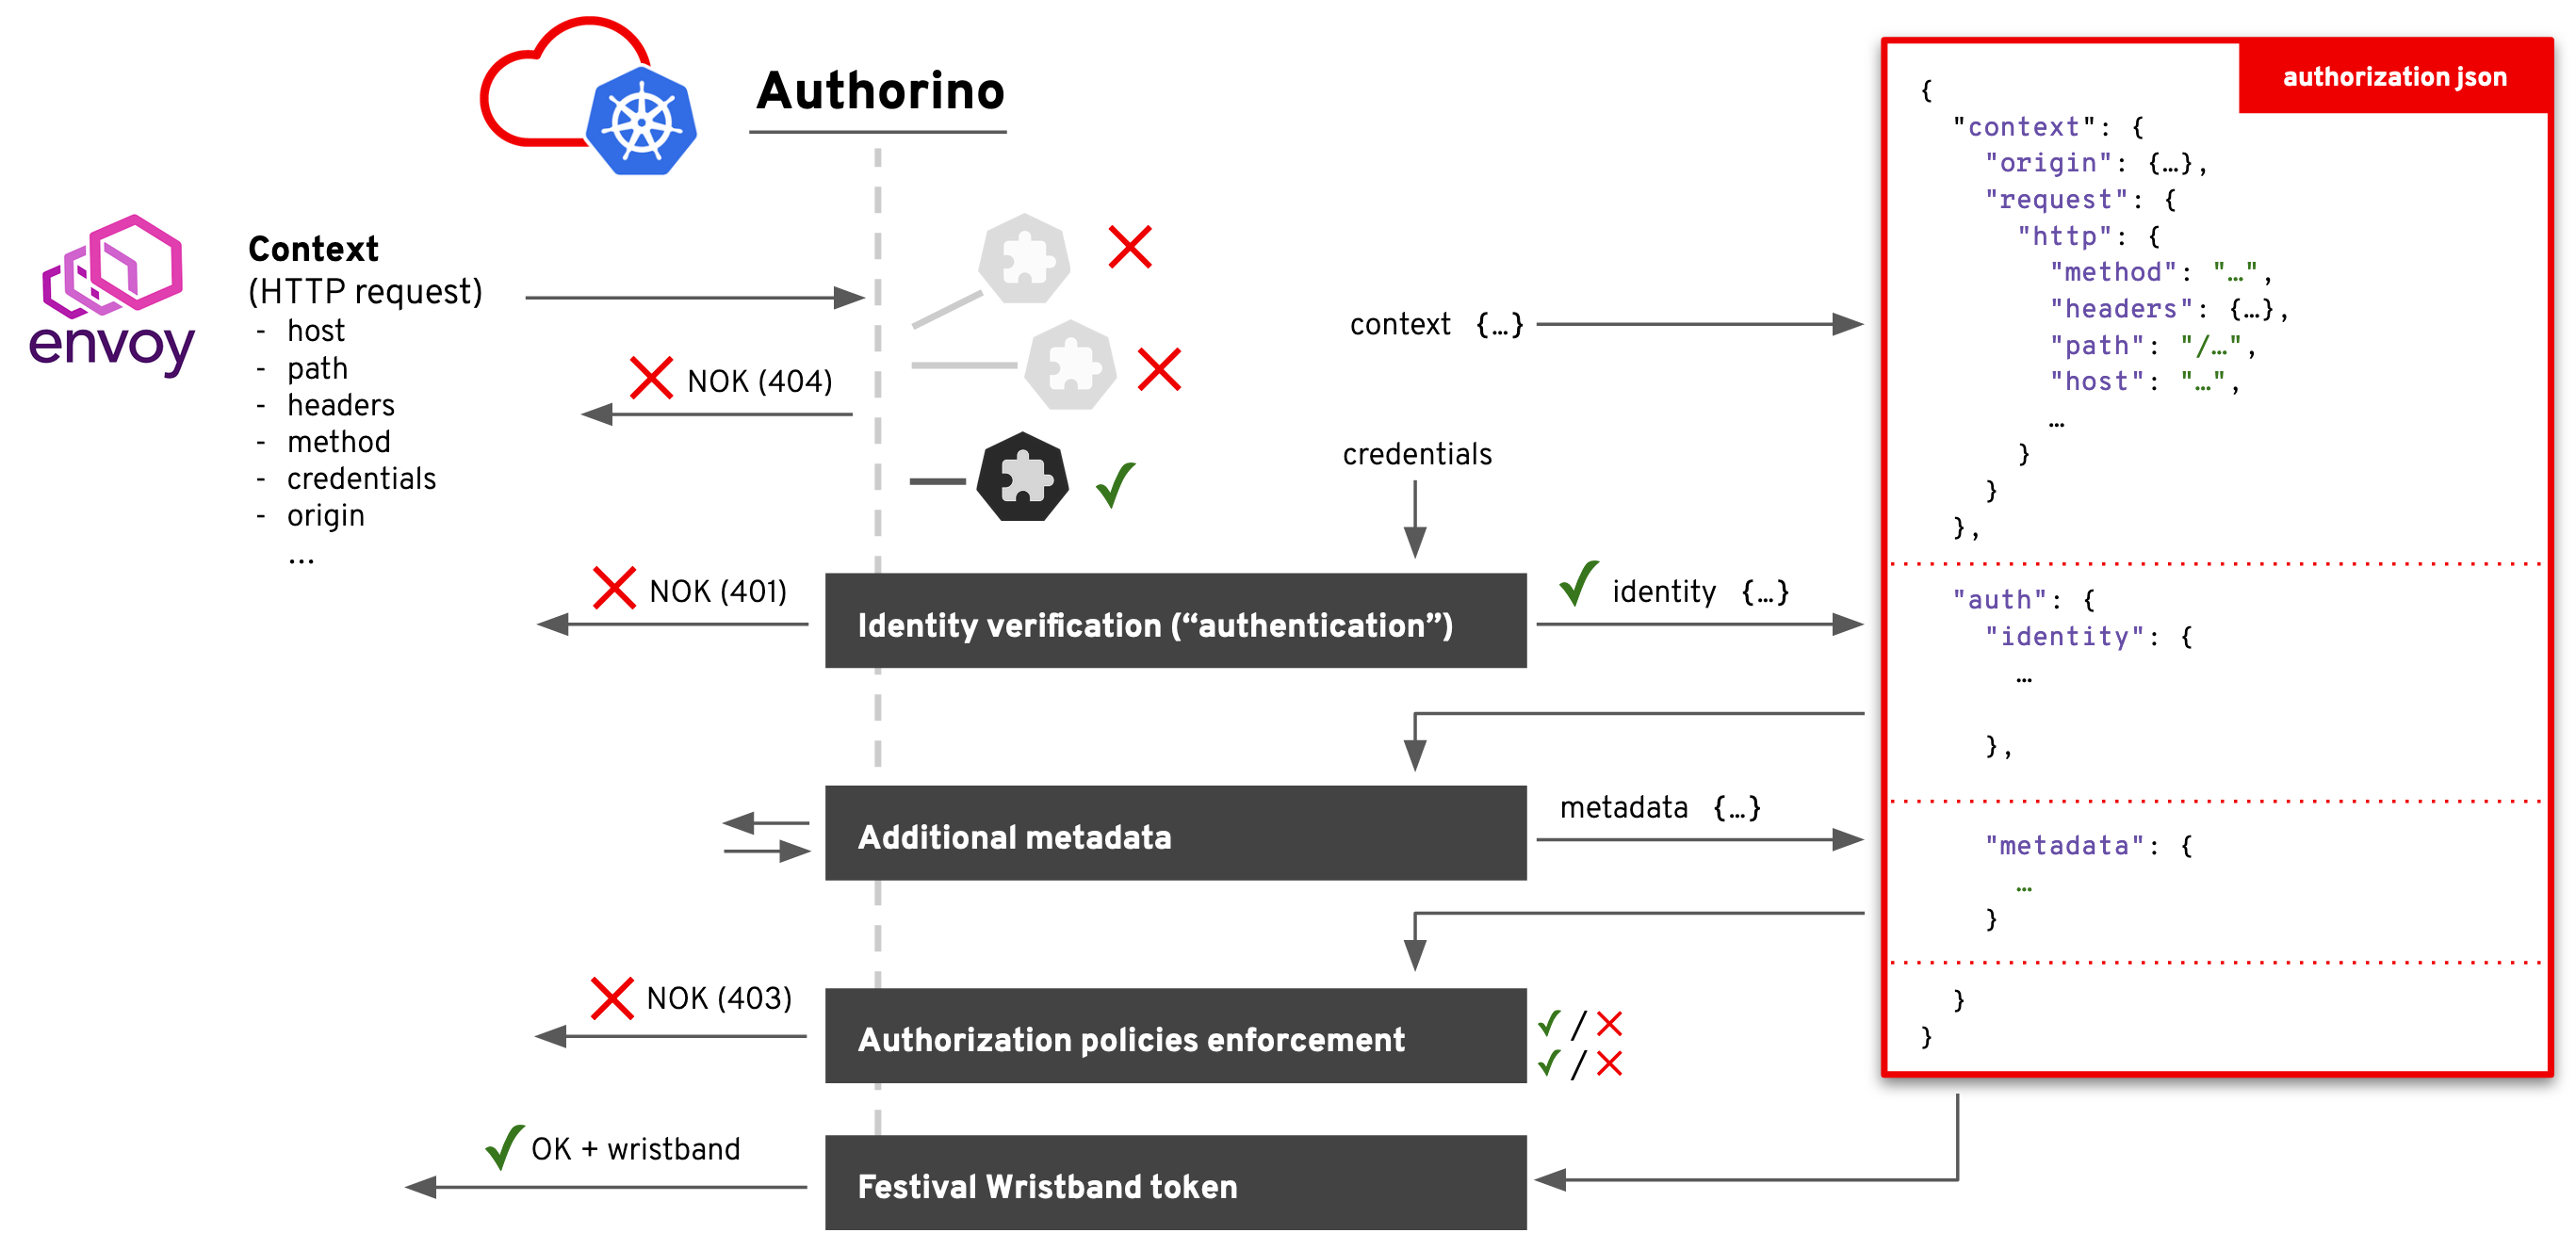 Authorino
envoy
Context
(HTTP request)
- host
- path
- headers
- method
- credentials
- origin
...
NOK (404)
context {…}
credentials
NOK (401)
Identity verification (“authentication”)
identity {…}
Additional metadata
metadata {…}
NOK (403)
Authorization policies enforcement
/
/
OK + wristband
Festival Wristband token
authorization json
{
"context": {
"origin": {…},
"request": {
"http": {
"method": "…",
"headers": {…},
"path": "/…",
"host": "…",
…
}
}
},
"auth": {
"identity": {
…
},
"metadata": {
…
}
}
}